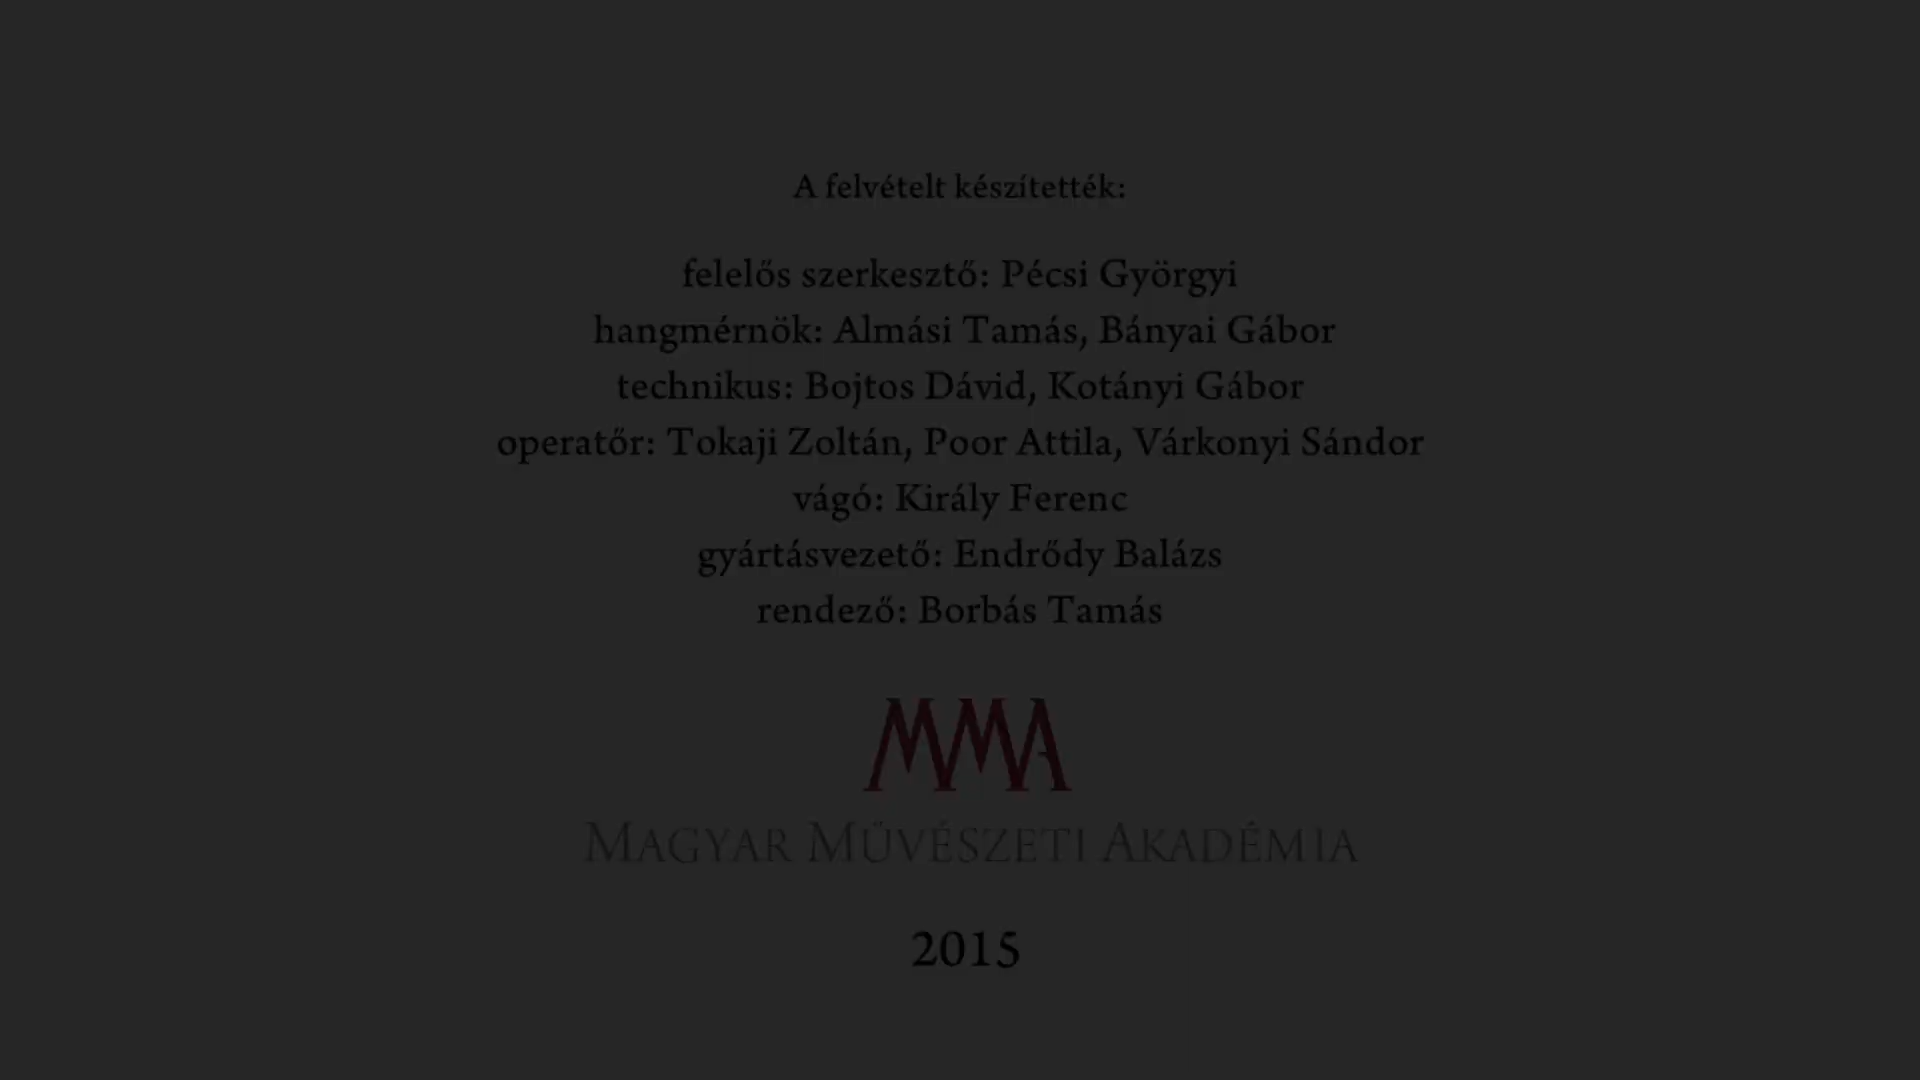 A felvételt készítették:
felelős szerkesztő: Pécsi Györgyi
hangmérnök: Almási Tamás, Bányai Gábor
technikus: Bojtos Dávid, Kotányi Gábor
operatőr: Tokaji Zoltán, Poor Attila, Várkonyi Sándor
vágó: Király Ferenc
gyártásvezető: Endrődy Balázs
rendező: Borbás Tamás
MMA
Magyar Művészeti Akadémia
2015